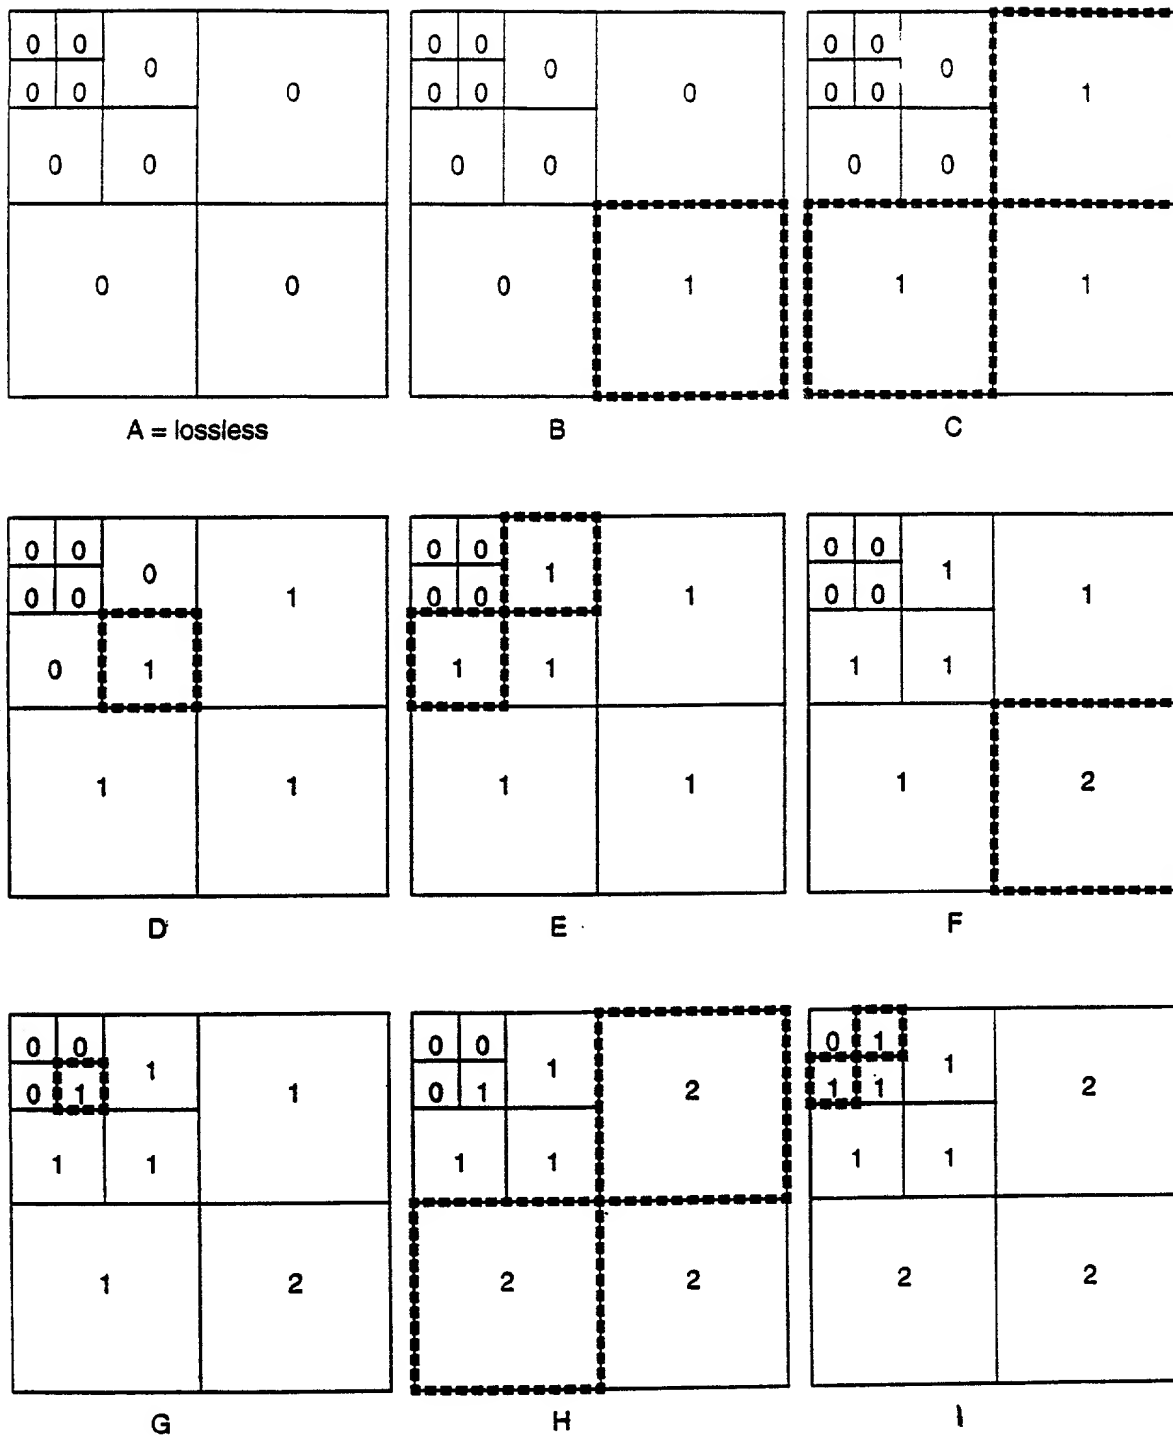 0 0 0 0 0 0
0 0 0
0 0 1
0 0 0 0 0 0
0 0 0 0 0 0
0 0 0 1 1 1
A = lossless B C
0 0 0 0 0 0
0 1 1
1 1 1
0 0 0 0 0 0
0 1 1 1 1 1
1 1 1 1 1 2
D E F
0 0 0 0 0 1
1 1 1
1 2 2
0 1 0 1 1 1
1 1 1 1 1 1
1 2 2 2 2 2
G H I